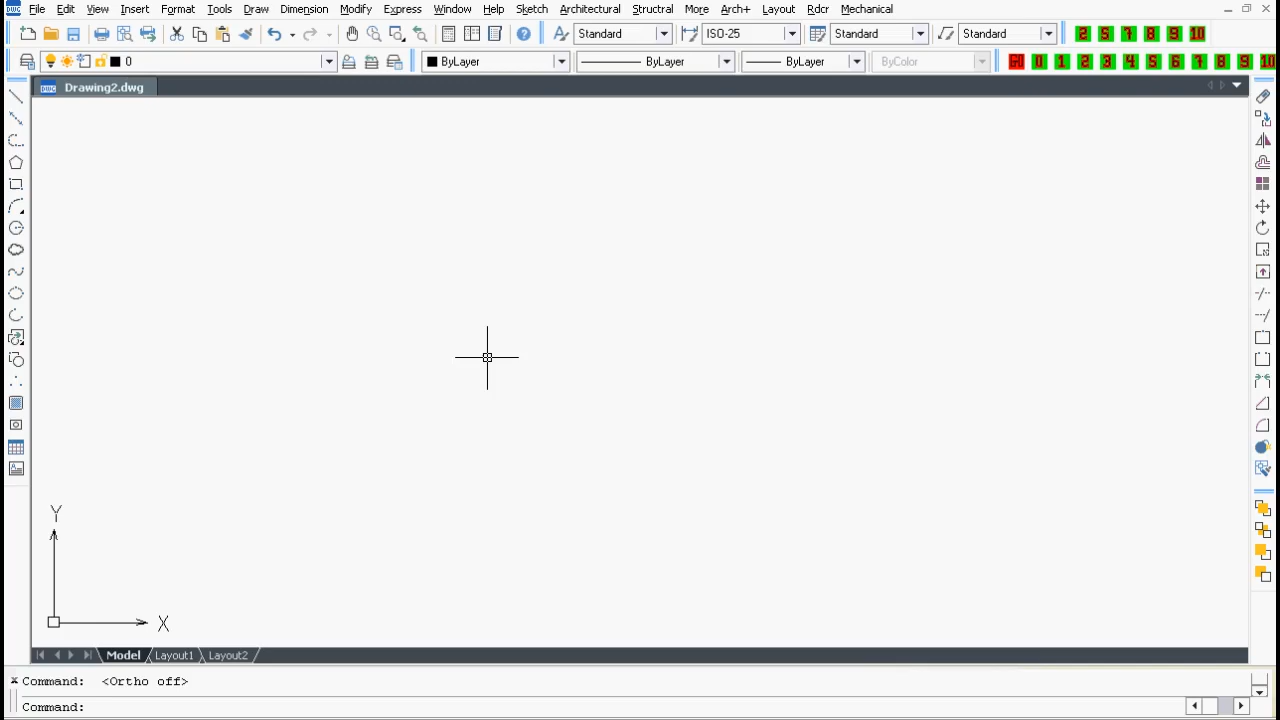 File Edit View Insert Format Tools Draw Dimension Modify Express Window Help Sketch Architectural Structral More Arch+ Layout Rdcr Mechanical
Standard ISO-25 Standard Standard 2 5 7 8 9 10
0 ByLayer ByLayer ByLayer ByColor GO 0 1 2 3 4 5 6 7 8 9 10
Drawing2.dwg
Y
X
Model Layout1 Layout2
Command: <Ortho off>
Command: